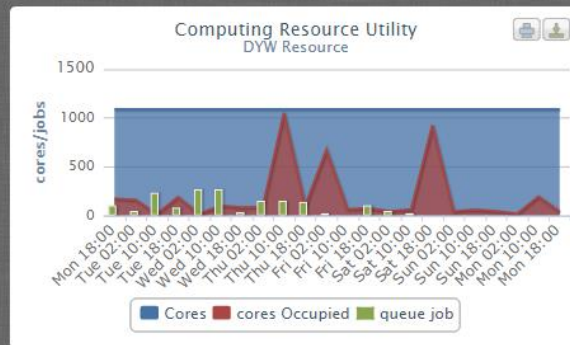 Computing Resource Utility
DYW Resource
cores/jobs
1500
1000
500
0
Mon 18:00
Tue 02:00
Tue 10:00
Tue 18:00
Wed 02:00
Wed 10:00
Wed 18:00
Thu 02:00
Thu 10:00
Thu 18:00
Fri 02:00
Fri 10:00
Fri 18:00
Sat 02:00
Sat 10:00
Sat 18:00
Sun 02:00
Sun 10:00
Sun 18:00
Mon 02:00
Mon 10:00
Mon 18:00
Cores cores Occupied queue job